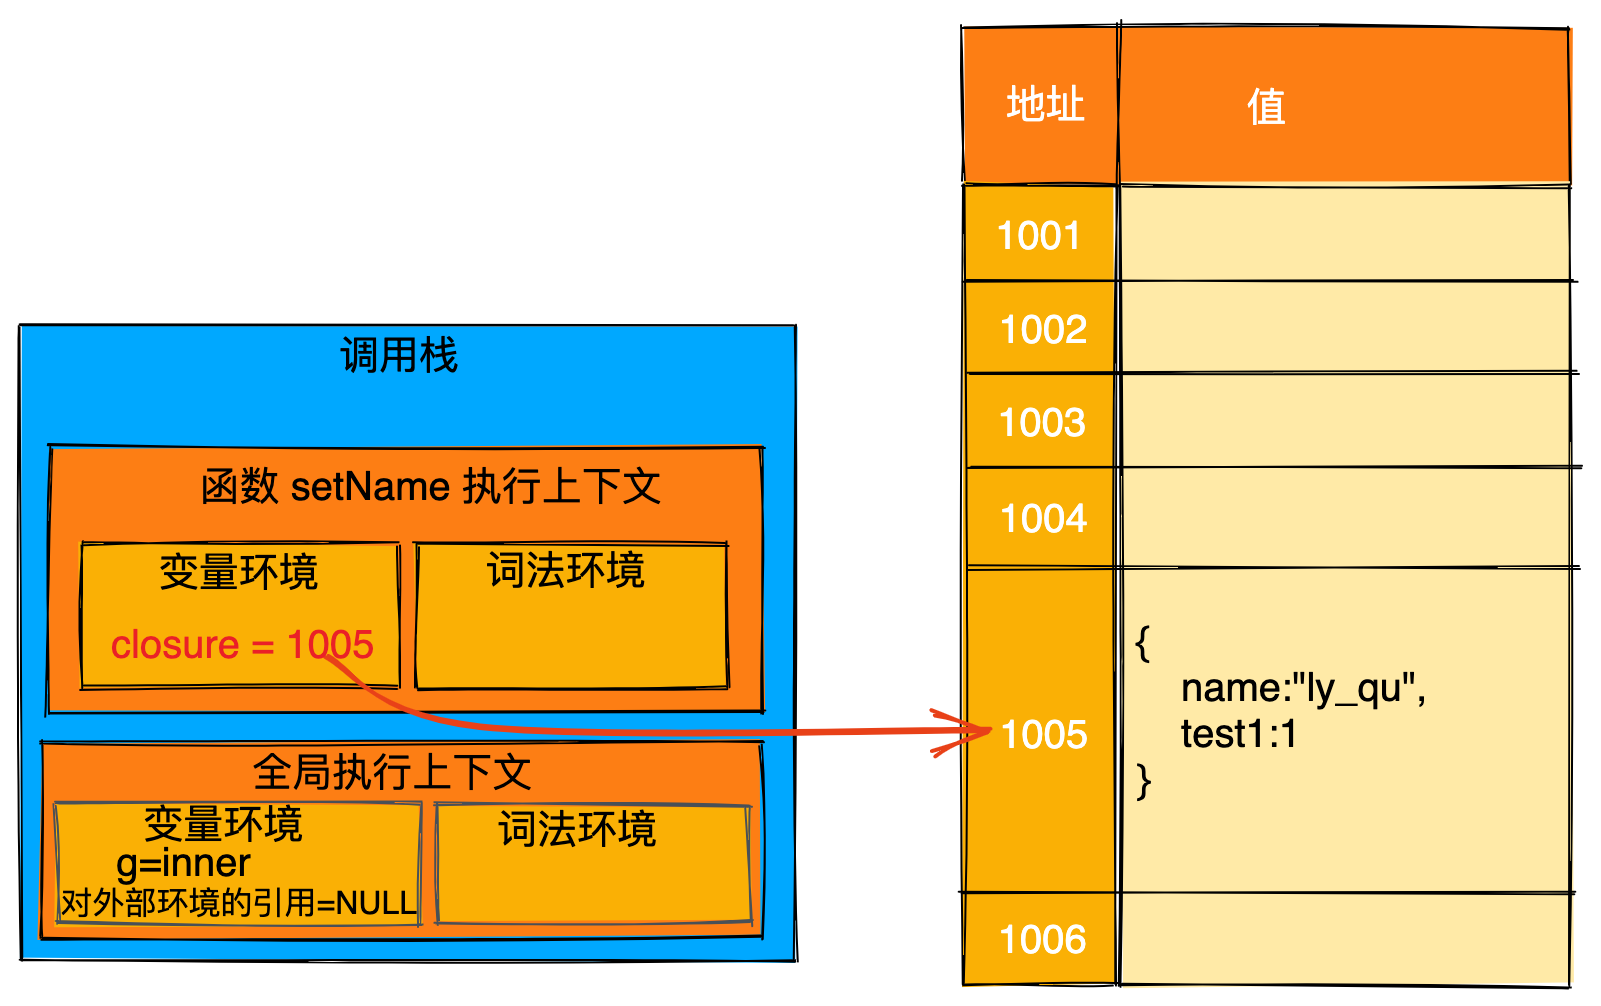 调用栈
函数 setName 执行上下文
变量环境
closure = 1005
词法环境
全局执行上下文
变量环境
g=inner
对外部环境的引用=NULL
词法环境
地址 值
1001
1002
1003
1004
1005
{
name:"ly_qu",
test1:1
}
1006